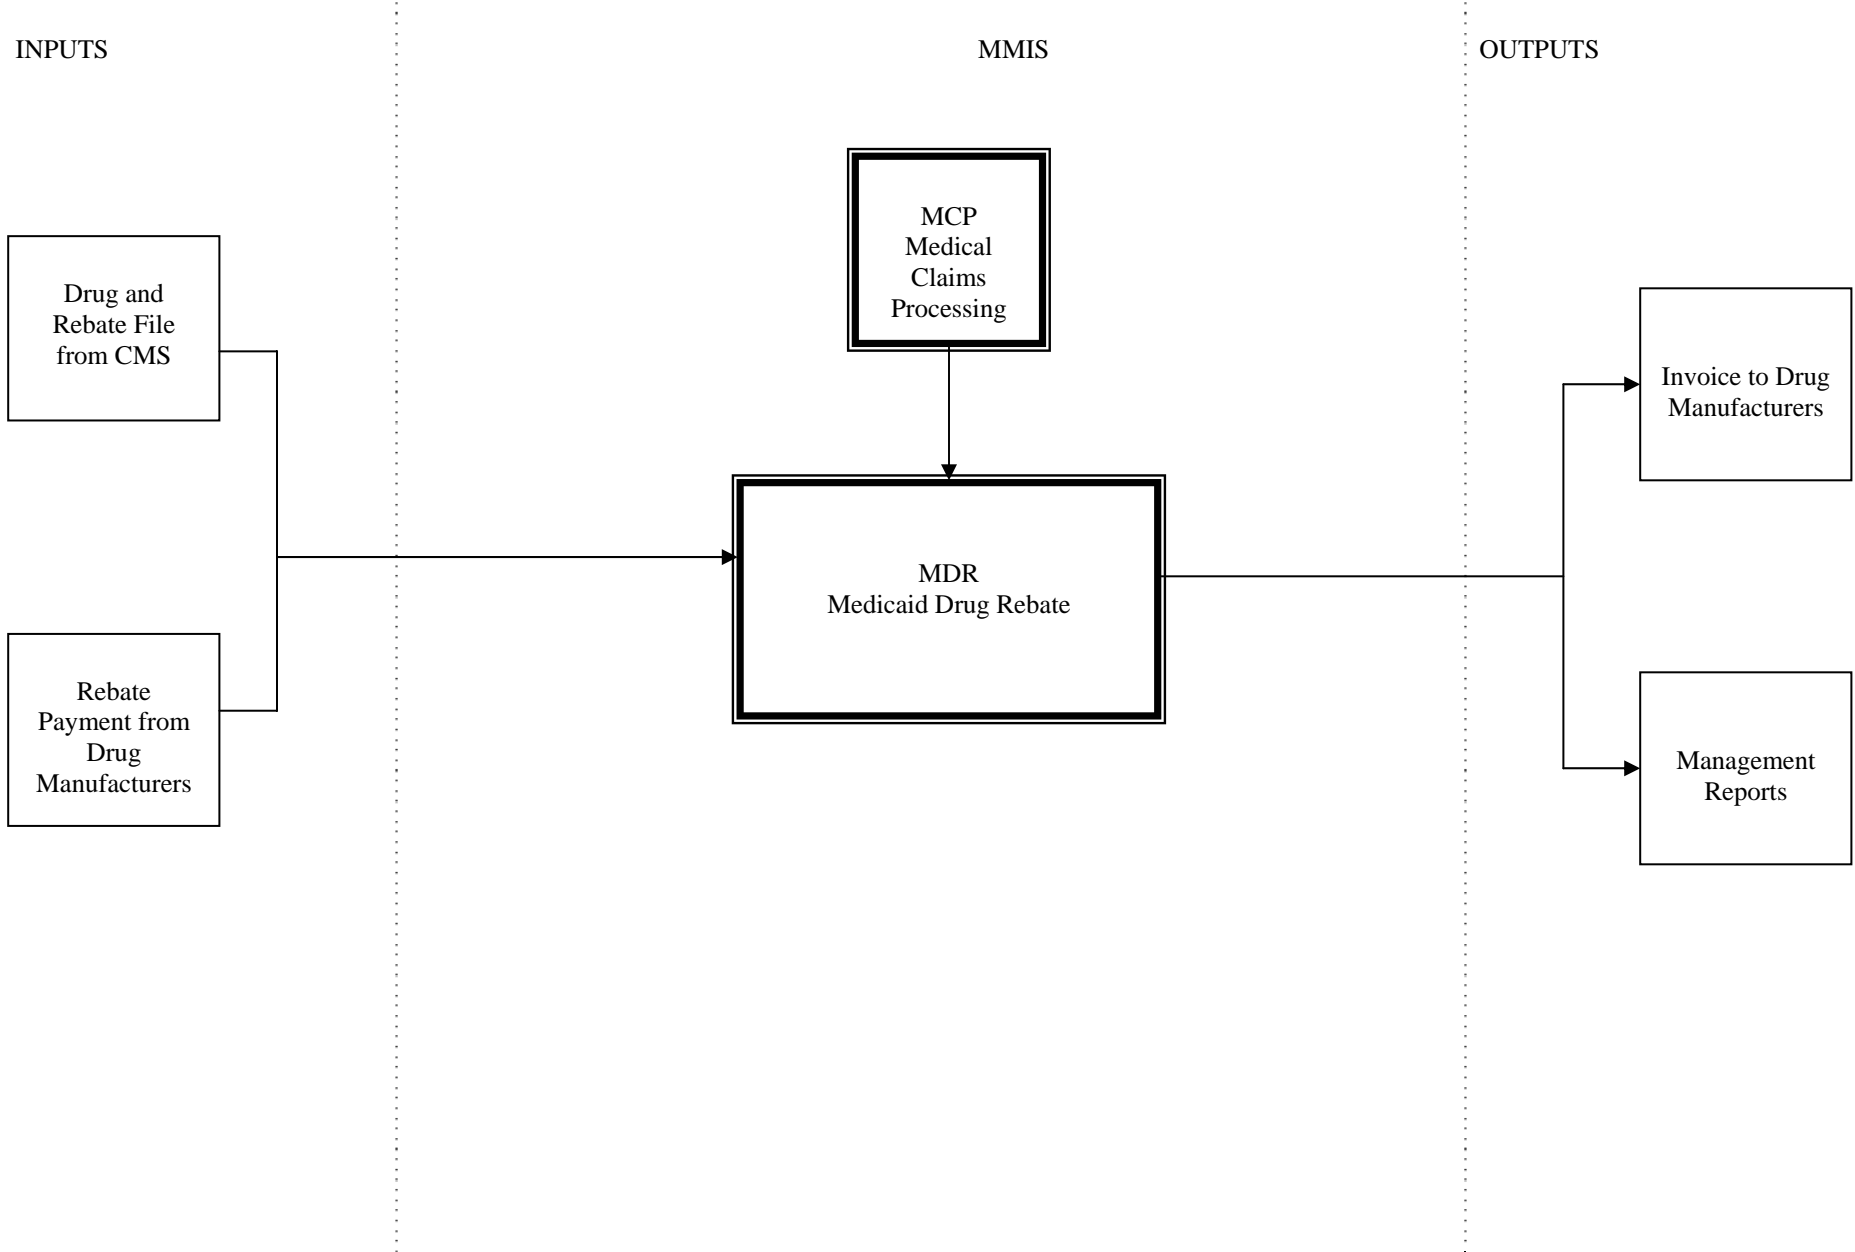 INPUTS
MMIS
OUTPUTS
MCP
Medical
Claims
Processing
Drug and
Rebate File
from CMS
Invoice to Drug
Manufacturers
MDR
Medicaid Drug Rebate
Rebate
Payment from
Drug
Manufacturers
Management
Reports